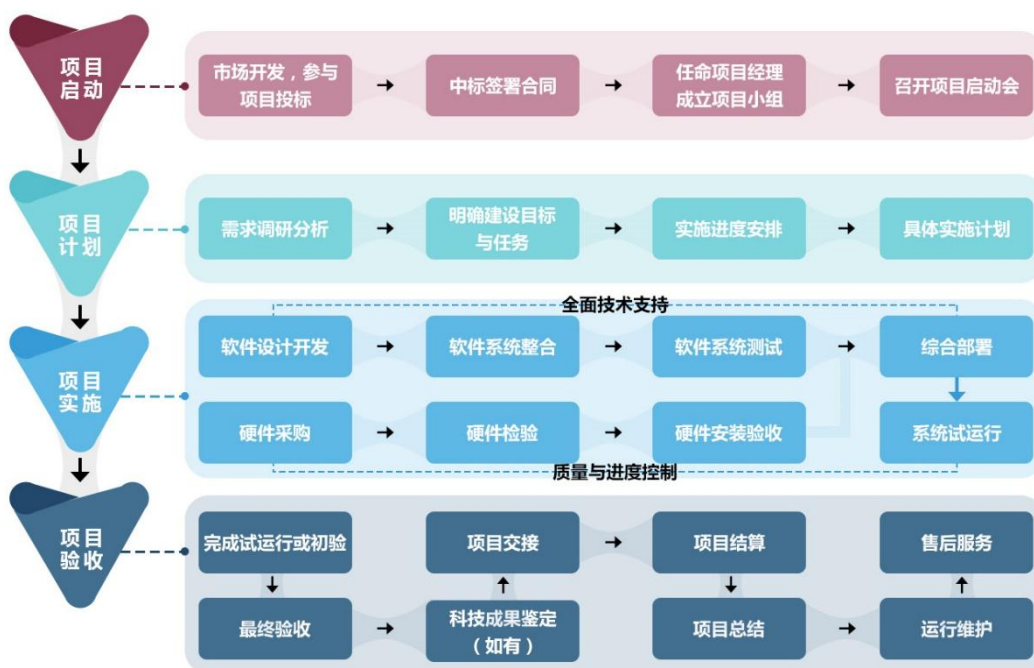 项目
启动
市场开发，参与
项目投标
中标签署合同
任命项目经理
成立项目小组
召开项目启动会
项目
计划
需求调研分析
明确建设目标
与任务
实施进度安排
具体实施计划
全面技术支持
项目
实施
软件设计开发
软件系统整合
软件系统测试
综合部署
硬件采购
硬件检验
硬件安装验收
系统试运行
质量与进度控制
项目
验收
完成试运行或初验
项目交接
项目结算
售后服务
最终验收
科技成果鉴定
（如有）
项目总结
运行维护